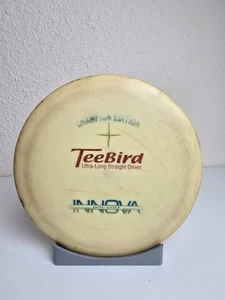 CHAMPION EDITION
TeeBird
Ultra-Long Straight Driver
INNOVA